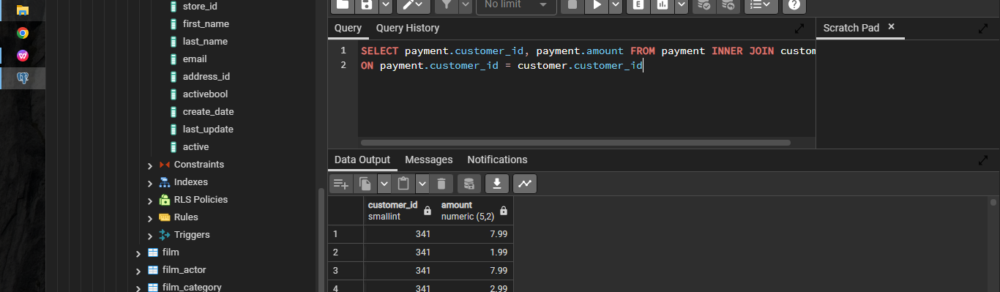 store_id
first_name
last_name
email
address_id
activebool
create_date
last_update
active
Constraints
Indexes
RLS Policies
Rules
Triggers
film
film_actor
film_category
No limit
E
Query
Query History
Scratch Pad
1 SELECT payment.customer_id, payment.amount FROM payment INNER JOIN custom
2 ON payment.customer_id = customer.customer_id
Data Output
Messages
Notifications
customer_id amount
smallint numeric (5,2)
1 341 7.99
2 341 1.99
3 341 7.99
4 341 2.99